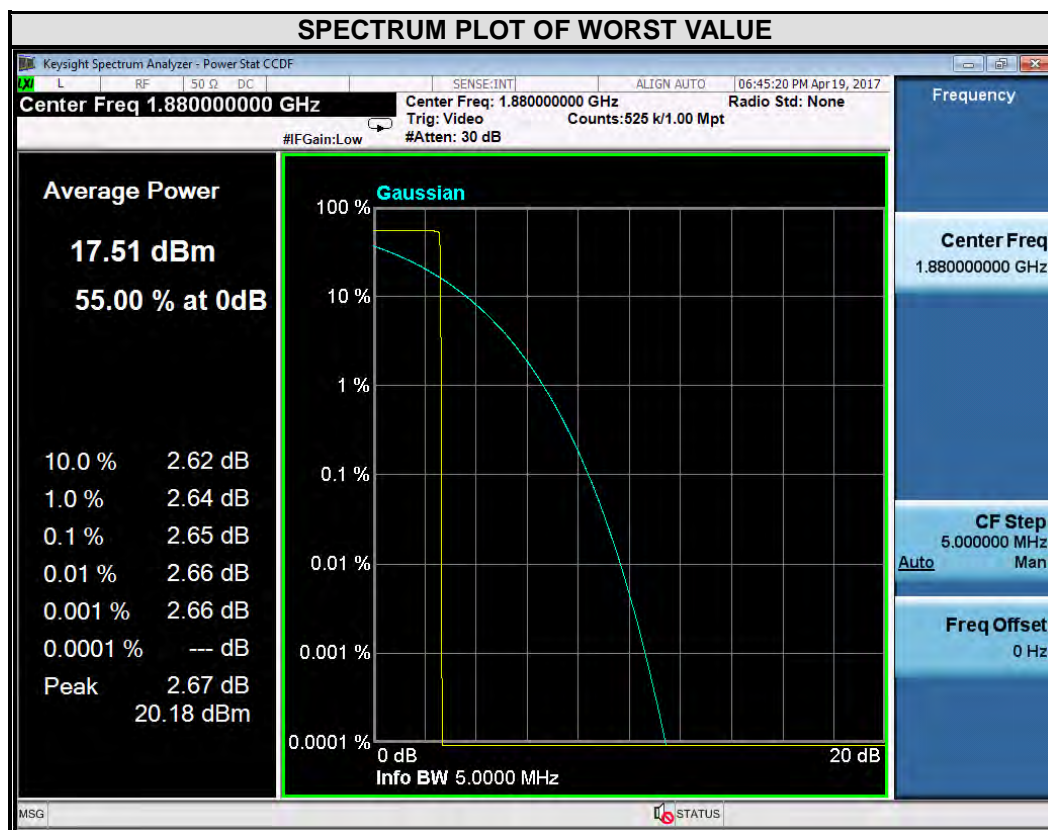 SPECTRUM PLOT OF WORST VALUE
Keysight Spectrum Analyzer - Power Stat CCDF
LXI L RF 50 Ω DC SENSE:INT ALIGN AUTO 06:45:20 PM Apr 19, 2017
Center Freq 1.880000000 GHz
#IFGain:Low
Center Freq: 1.880000000 GHz Radio Std: None
Trig: Video Counts:525 k/1.00 Mpt
#Atten: 30 dB
Average Power
17.51 dBm
55.00 % at 0dB
10.0 % 2.62 dB
1.0 % 2.64 dB
0.1 % 2.65 dB
0.01 % 2.66 dB
0.001 % 2.66 dB
0.0001 % --- dB
Peak 2.67 dB
20.18 dBm
Gaussian
100 %
10 %
1 %
0.1 %
0.01 %
0.001 %
0.0001 %
0 dB 20 dB
Info BW 5.0000 MHz
Frequency
Center Freq
1.880000000 GHz
CF Step
5.000000 MHz
Auto Man
Freq Offset
0 Hz
MSG STATUS